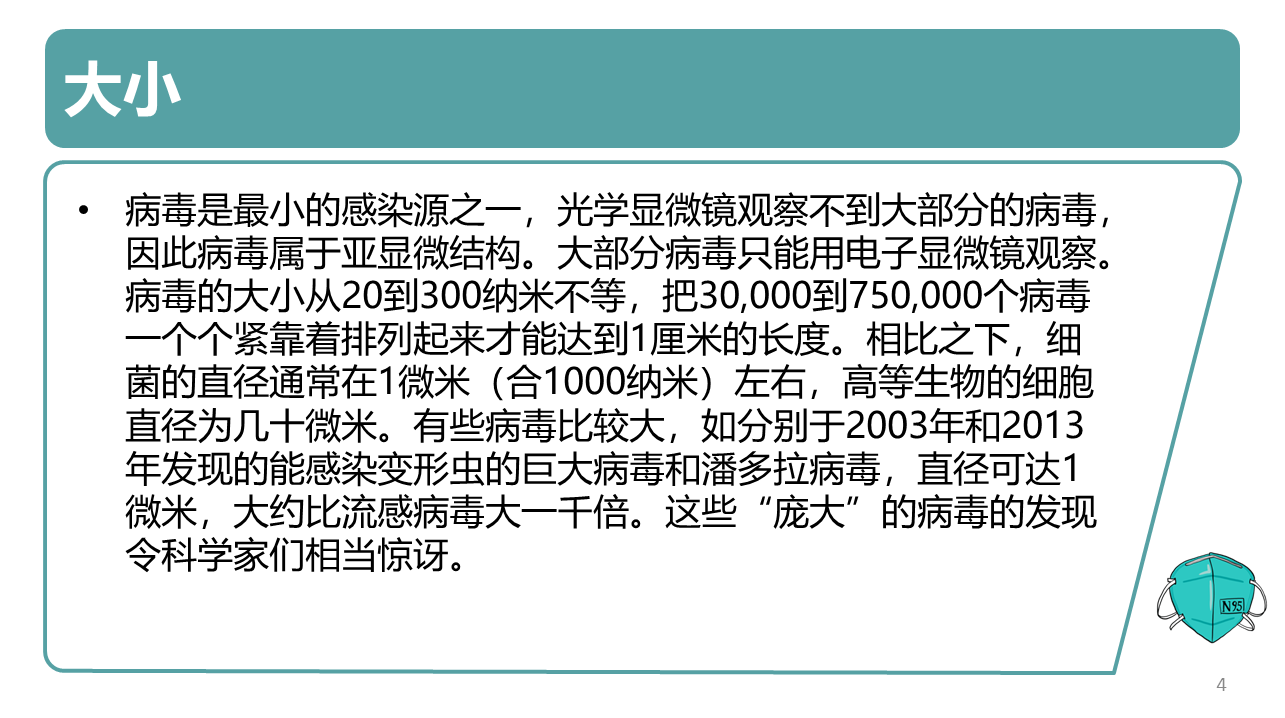 大小
• 病毒是最小的感染源之一，光学显微镜观察不到大部分的病毒，
因此病毒属于亚显微结构。大部分病毒只能用电子显微镜观察。
病毒的大小从20到300纳米不等，把30,000到750,000个病毒
一个个紧靠着排列起来才能达到1厘米的长度。相比之下，细
菌的直径通常在1微米（合1000纳米）左右，高等生物的细胞
直径为几十微米。有些病毒比较大，如分别于2003年和2013
年发现的能感染变形虫的巨大病毒和潘多拉病毒，直径可达1
微米，大约比流感病毒大一千倍。这些“庞大”的病毒的发现
令科学家们相当惊讶。
N95
4